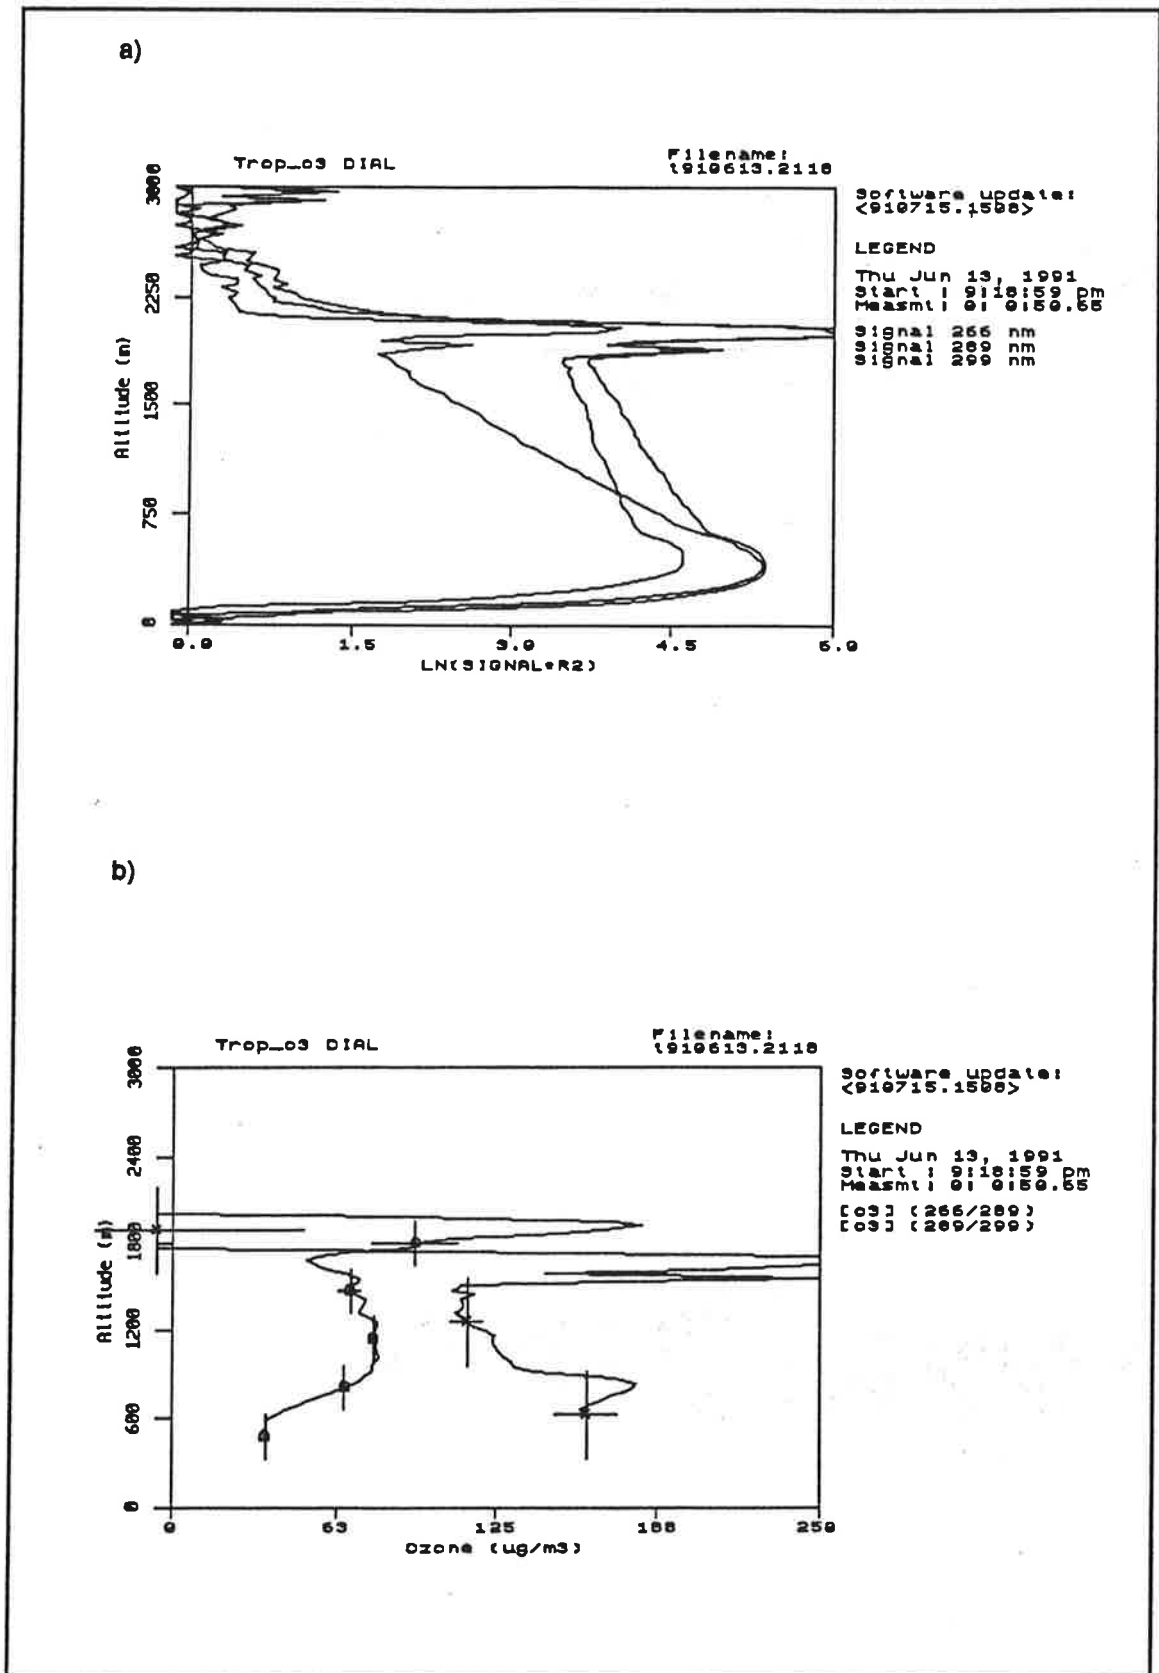 a)
Trop_o3 DIAL
Filename:
t910613.2118
3000
2250
1500
750
0
Altitude (m)
0.0
1.5
3.0
4.5
6.0
LN(SIGNAL*R2)
Software update:
<910715.1508>
LEGEND
Thu Jun 13, 1991
Start : 9:18:59 pm
Measmt: 0: 0:50.55
Signal 266 nm
Signal 289 nm
Signal 299 nm
b)
Trop_o3 DIAL
Filename:
t910613.2118
3000
2400
1800
1200
600
0
Altitude (m)
0
63
125
188
250
Ozone (ug/m3)
Software update:
<910715.1508>
LEGEND
Thu Jun 13, 1991
Start : 9:18:59 pm
Measmt: 0: 0:50.55
[o3] (266/289)
[o3] (289/299)